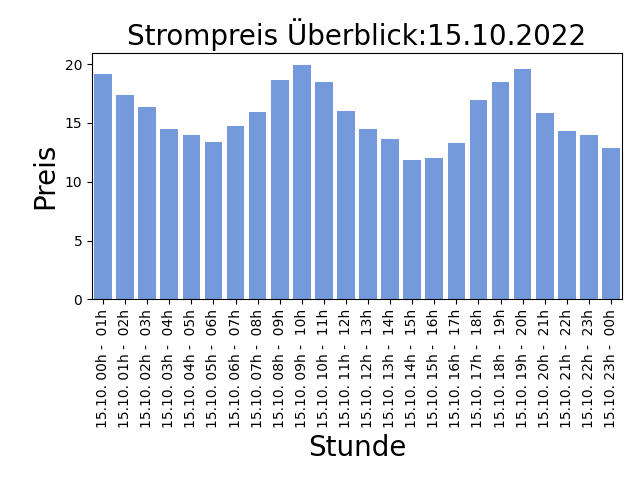 Strompreis Überblick:15.10.2022
Preis
20
15
10
5
0
15.10. 00h - 01h
15.10. 01h - 02h
15.10. 02h - 03h
15.10. 03h - 04h
15.10. 04h - 05h
15.10. 05h - 06h
15.10. 06h - 07h
15.10. 07h - 08h
15.10. 08h - 09h
15.10. 09h - 10h
15.10. 10h - 11h
15.10. 11h - 12h
15.10. 12h - 13h
15.10. 13h - 14h
15.10. 14h - 15h
15.10. 15h - 16h
15.10. 16h - 17h
15.10. 17h - 18h
15.10. 18h - 19h
15.10. 19h - 20h
15.10. 20h - 21h
15.10. 21h - 22h
15.10. 22h - 23h
15.10. 23h - 00h
Stunde